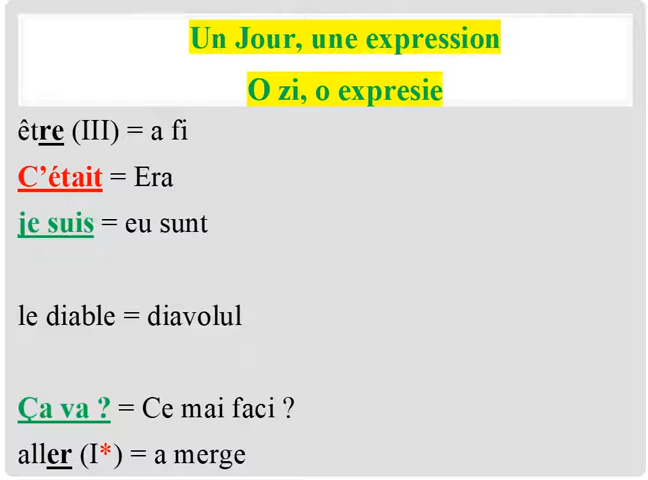 Un Jour, une expression
O zi, o expresie
être (III) = a fi
C’était = Era
je suis = eu sunt
le diable = diavolul
Ça va ? = Ce mai faci ?
aller (I*) = a merge